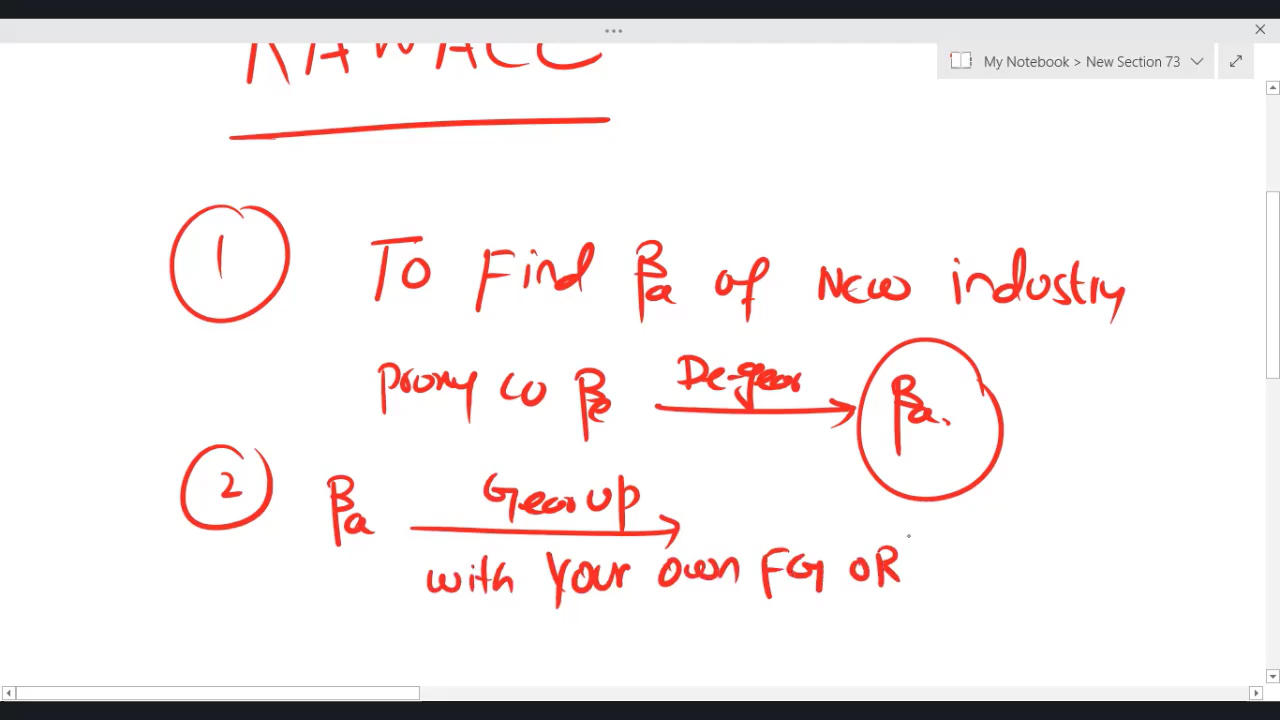 My Notebook > New Section 73
RAWACC
1 To Find βa of New industry
proxy co βe De-gear βa.
2 βa Gear up
with Your own FG OR